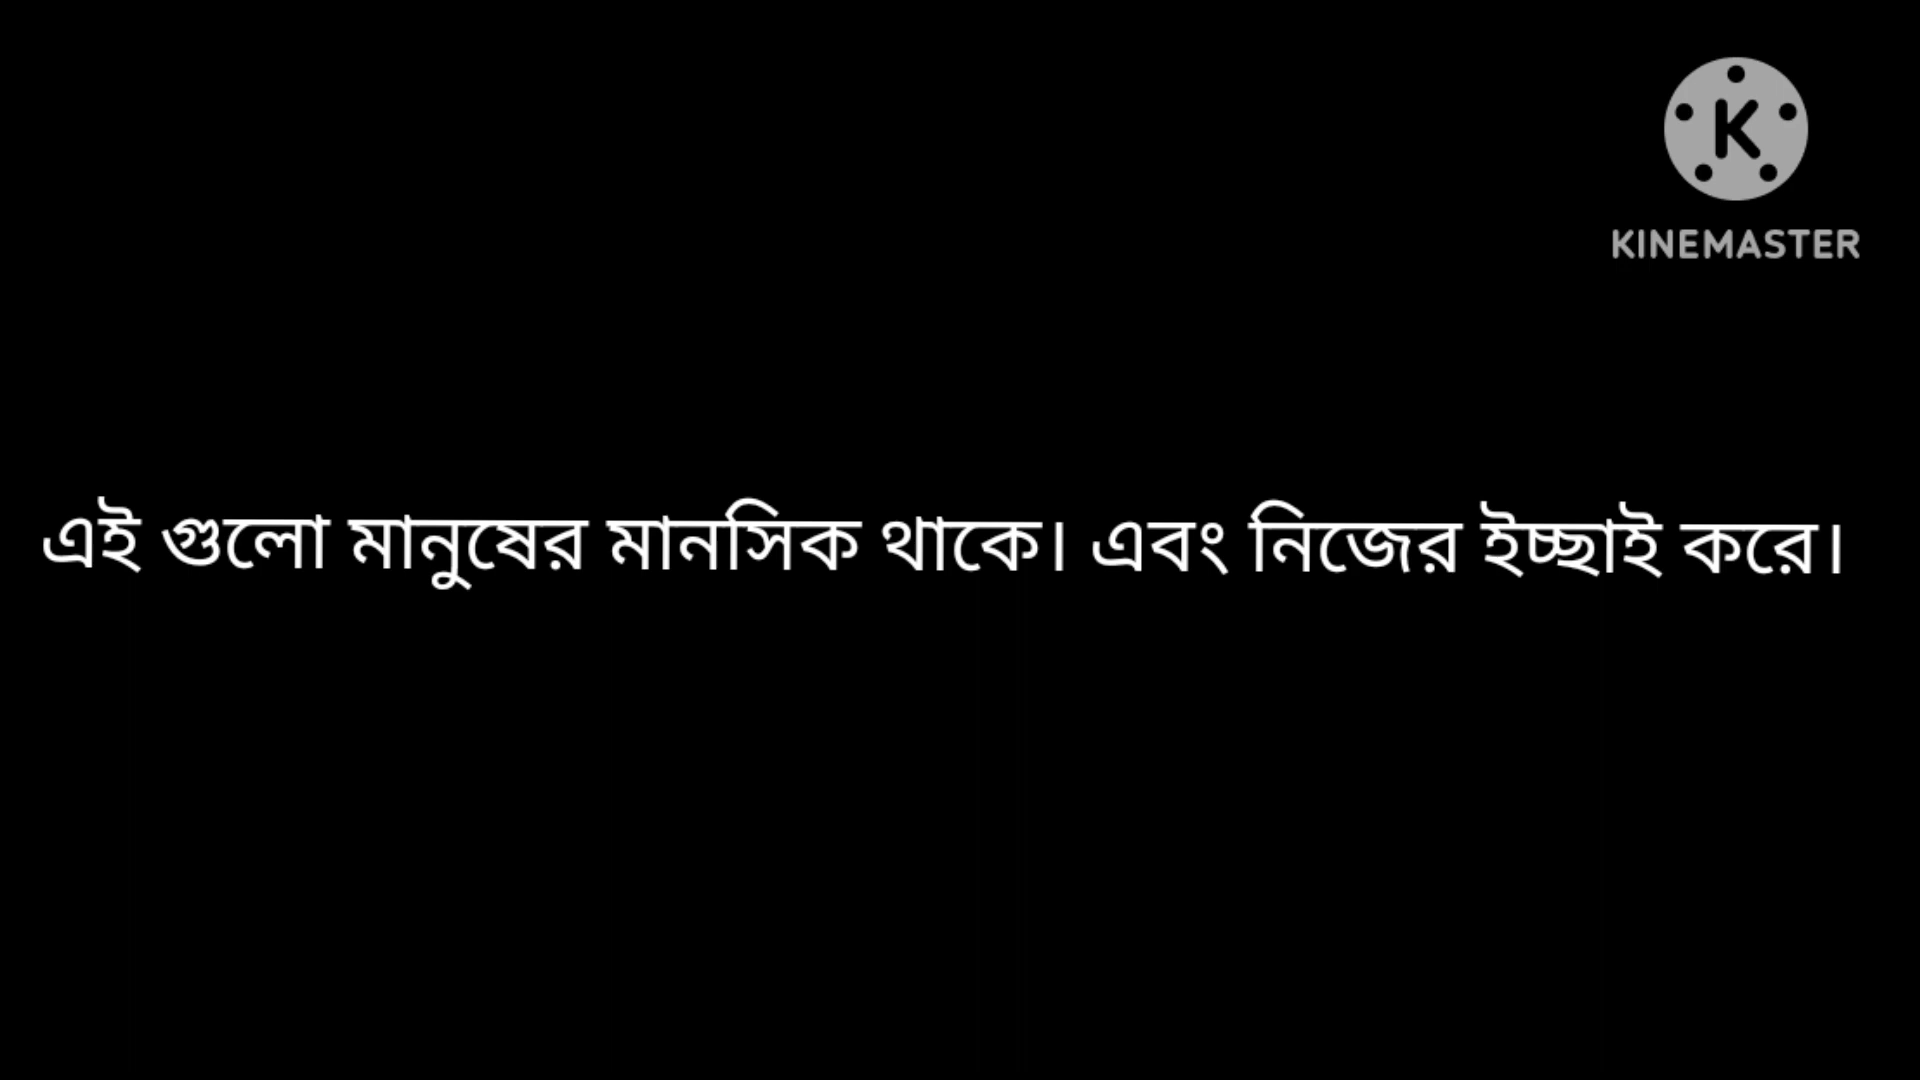 KINEMASTER
এই গুলো মানুষের মানসিক থাকে। এবং নিজের ইচ্ছাই করে।